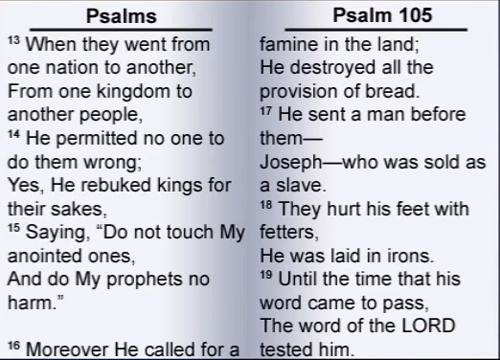 Psalms
13 When they went from
one nation to another,
From one kingdom to
another people,
14 He permitted no one to
do them wrong;
Yes, He rebuked kings for
their sakes,
15 Saying, “Do not touch My
anointed ones,
And do My prophets no
harm.”
16 Moreover He called for a
Psalm 105
famine in the land;
He destroyed all the
provision of bread.
17 He sent a man before
them—
Joseph—who was sold as
a slave.
18 They hurt his feet with
fetters,
He was laid in irons.
19 Until the time that his
word came to pass,
The word of the LORD
tested him.